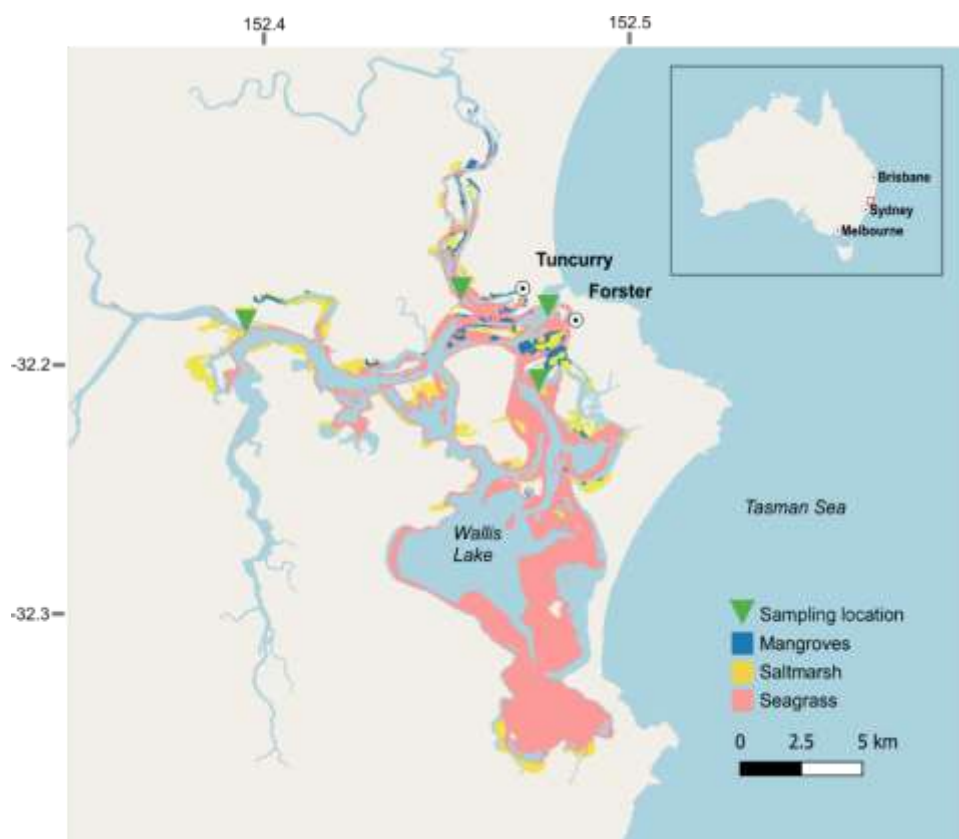 152.4
152.5
Brisbane
Sydney
Melbourne
Tuncurry
Forster
-32.2
Tasman Sea
Wallis
Lake
-32.3
Sampling location
Mangroves
Saltmarsh
Seagrass
0 2.5 5 km